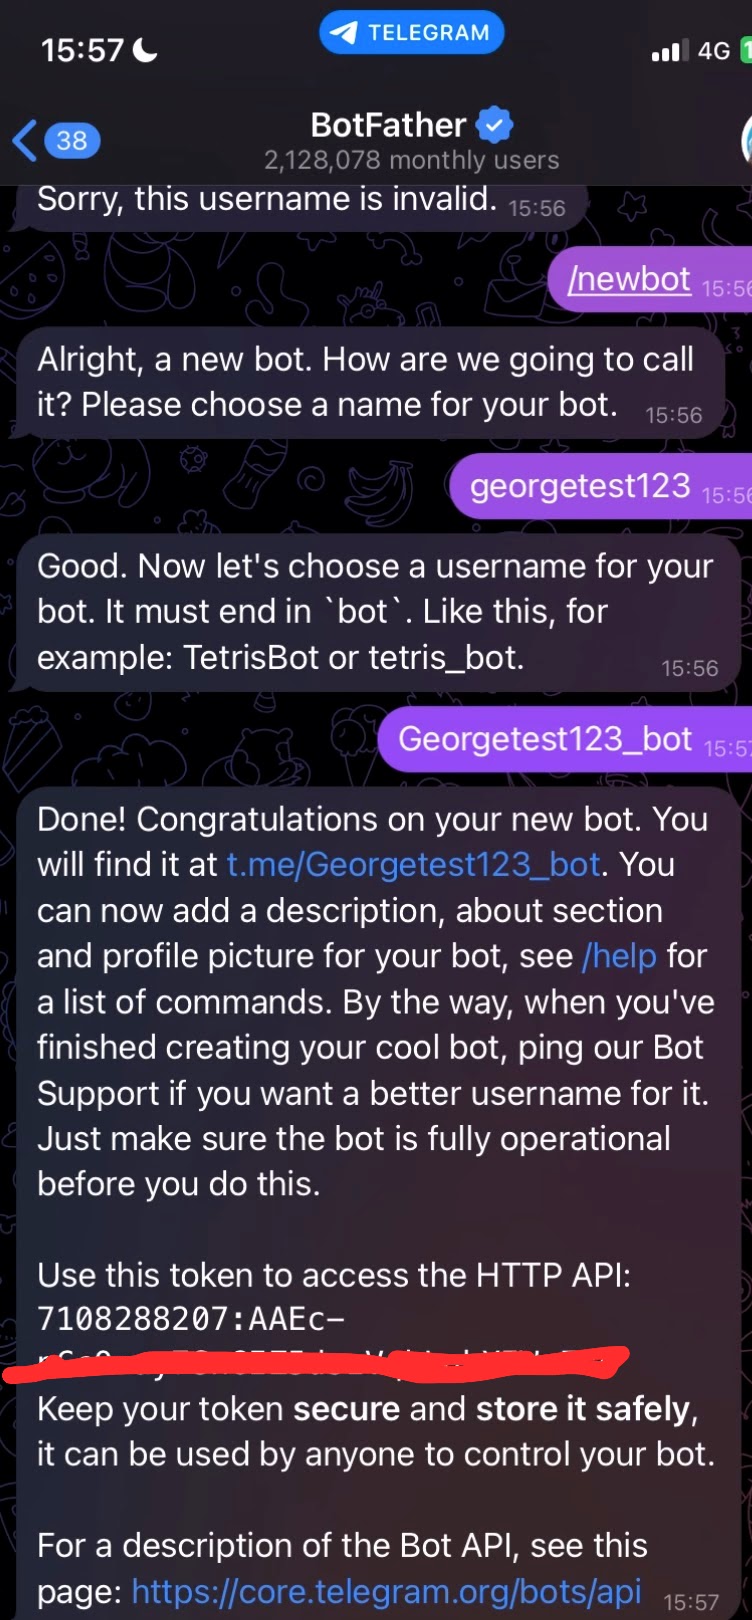 15:57
TELEGRAM
4G
38
BotFather
2,128,078 monthly users
Sorry, this username is invalid. 15:56
/newbot
Alright, a new bot. How are we going to call
it? Please choose a name for your bot. 15:56
georgetest123
Good. Now let's choose a username for your
bot. It must end in `bot`. Like this, for
example: TetrisBot or tetris_bot. 15:56
Georgetest123_bot
Done! Congratulations on your new bot. You
will find it at t.me/Georgetest123_bot. You
can now add a description, about section
and profile picture for your bot, see /help for
a list of commands. By the way, when you've
finished creating your cool bot, ping our Bot
Support if you want a better username for it.
Just make sure the bot is fully operational
before you do this.
Use this token to access the HTTP API:
7108288207:AAEc-
Keep your token secure and store it safely,
it can be used by anyone to control your bot.
For a description of the Bot API, see this
page: https://core.telegram.org/bots/api 15:57